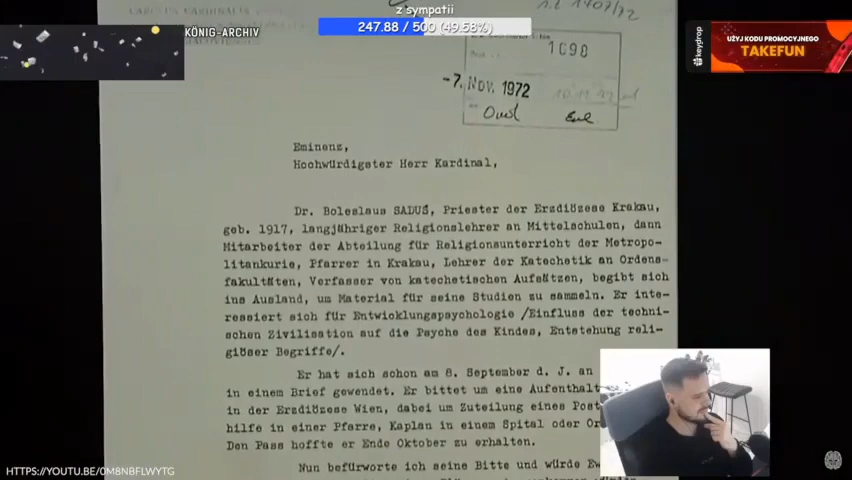 z sympatii
247.88 / 500 (49.58%)
KÖNIG-ARCHIV
keydrop
UŻYJ KODU PROMOCYJNEGO
TAKEFUN
1098
-7. Nov. 1972
Eminenz,
Hochwürdigster Herr Kardinal,
Dr. Boleslaus SADUŚ, Priester der Erzdiözese Krakau,
geb. 1917, langjähriger Religionslehrer an Mittelschulen, dann
Mitarbeiter der Abteilung für Religionsunterricht der Metropo-
litankurie, Pfarrer in Krakau, Lehrer der Katechetik an Ordens-
fakultäten, Verfasser von katechetischen Aufsätzen, begibt sich
ins Ausland, um Material für seine Studien zu sammeln. Er inte-
ressiert sich für Entwicklungspsychologie /Einfluss der techni-
schen Zivilisation auf die Psyche des Kindes, Entstehung reli-
giöser Begriffe/.
Er hat sich schon am 8. September d. J. an
in einem Brief gewendet. Er bittet um eine Aufenthalt
in der Erzdiözese Wien, dabei um Zuteilung eines Post
hilfe in einer Pfarre, Kaplan in einem Spital oder Or
Den Pass hoffte er Ende Oktober zu erhalten.
Nun befürworte ich seine Bitte und würde Ew
HTTPS://YOUTU.BE/0M8NBFLWYTG